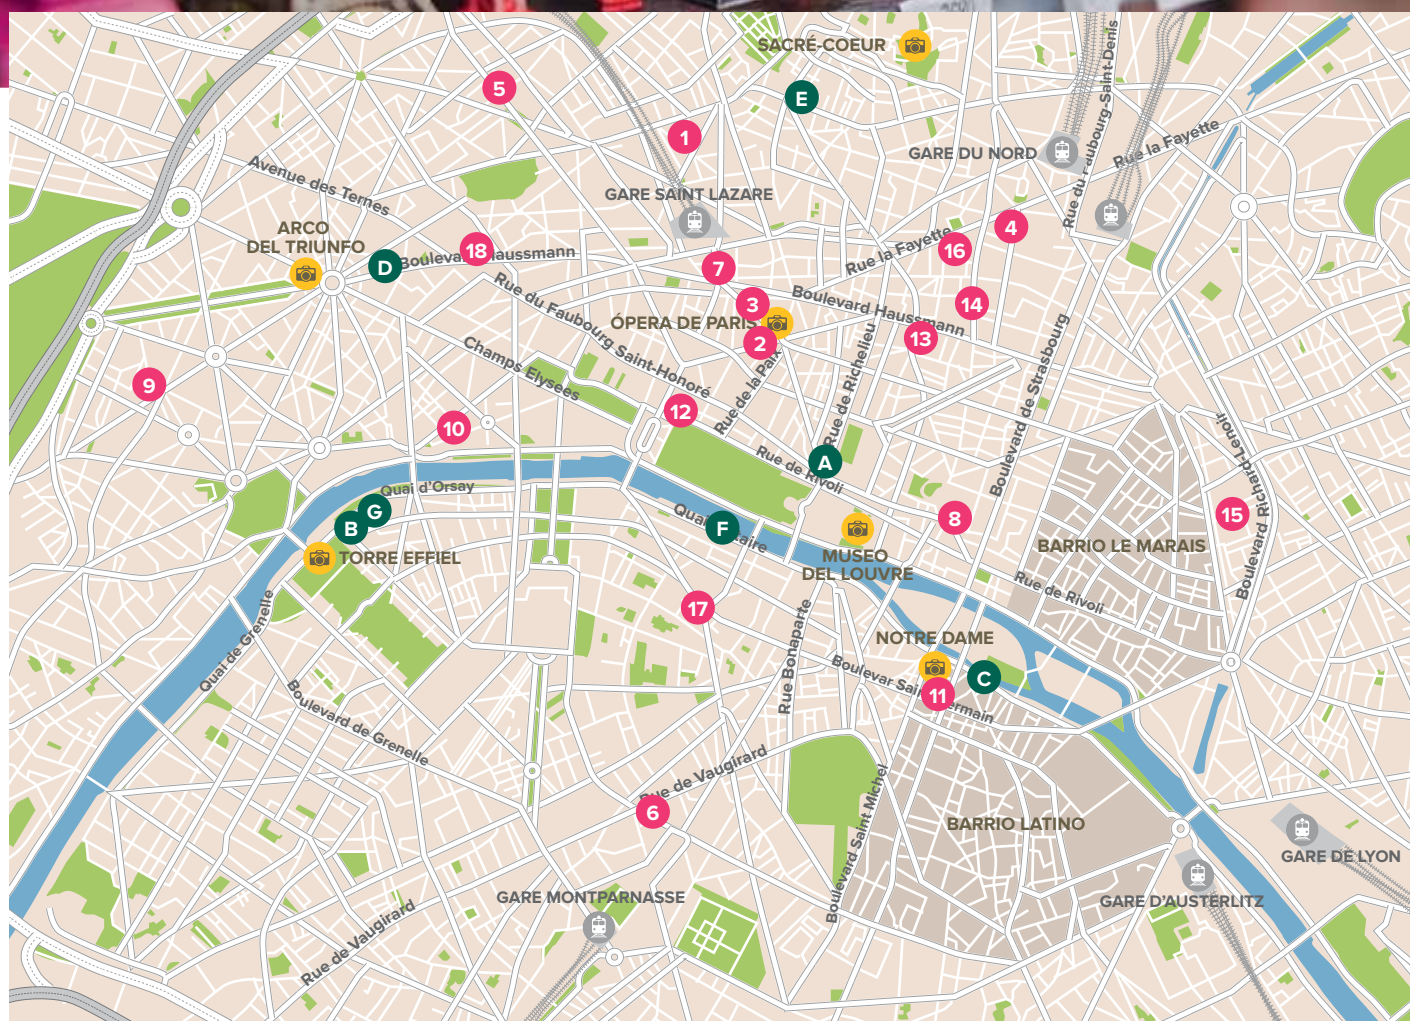 SACRÉ-COEUR
5
E
1
Rue du Faubourg-Saint-Denis
GARE DU NORD
Rue la Fayette
Avenue des Ternes
GARE SAINT LAZARE
ARCO
DEL TRIUNFO
4
18
16
D
Boulevard Haussmann
Rue la Fayette
7
Rue du Faubourg Saint-Honoré
3
Boulevard Haussmann
14
ÓPERA DE PARIS
2
13
Champs Elysees
Rue de la Paix
Rue de Richelieu
Boulevard de Strasbourg
9
12
10
Rue de Rivoli
A
Boulevard Richard-Lenoir
Quai d'Orsay
G
B
F
8
15
TORRE EFFIEL
MUSEO
DEL LOUVRE
BARRIO LE MARAIS
Rue de Rivoli
17
Quai de Grenelle
Rue Bonaparte
NOTRE DAME
C
11
Boulevard de Grenelle
Rue de Vaugirard
6
Boulevard Saint Michel
BARRIO LATINO
GARE DE LYON
GARE MONTPARNASSE
GARE D'AUSTERLITZ
Rue de Vaugirard